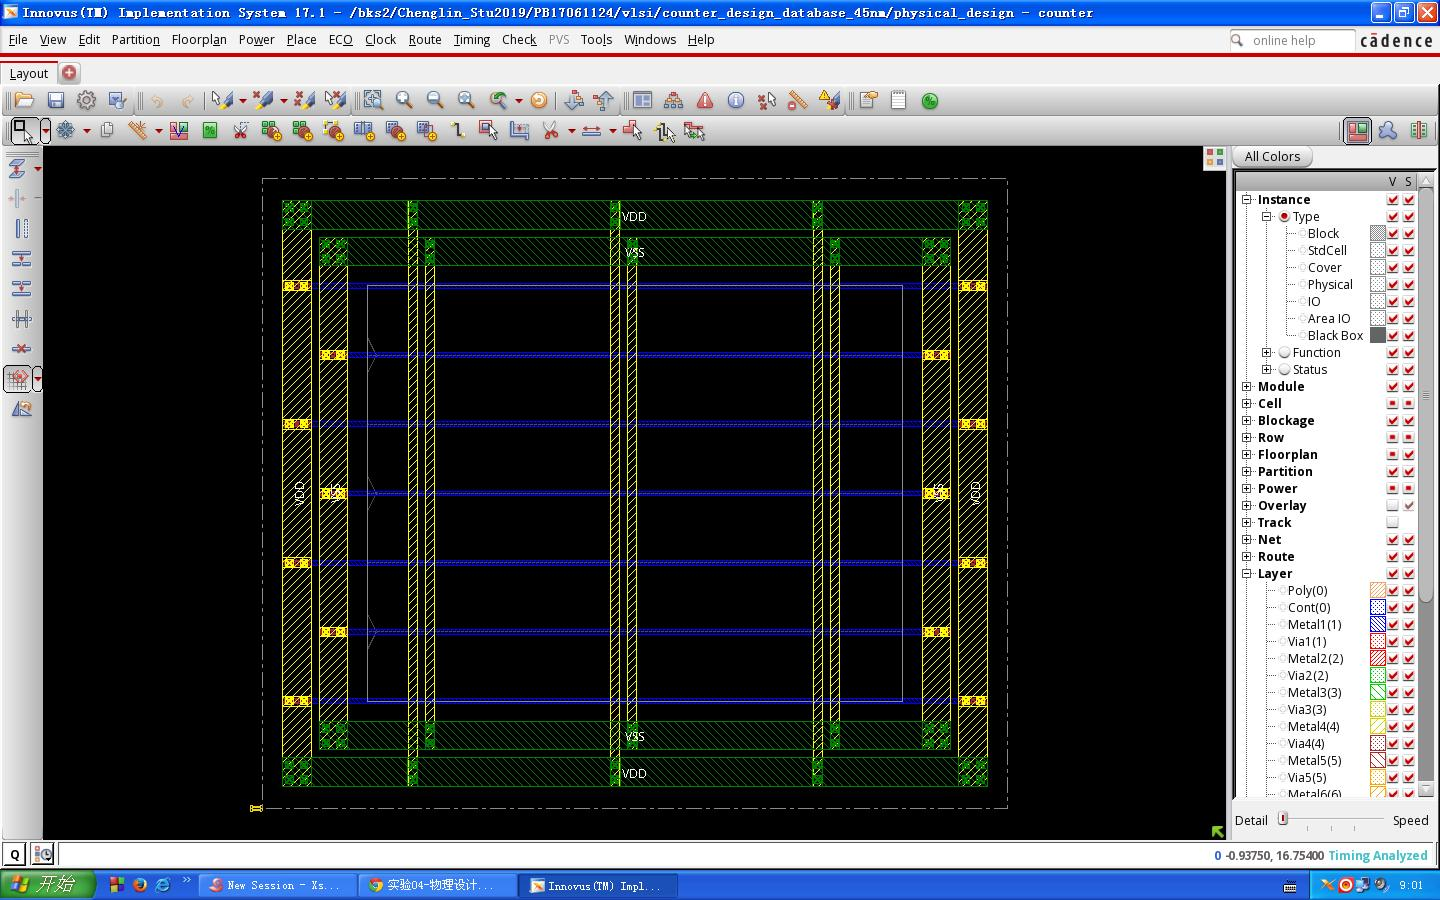 Innovus(TM) Implementation System 17.1 - /bks2/Chenglin_Stu2019/PB17061124/vlsi/counter_design_database_45nm/physical_design - counter
File View Edit Partition Floorplan Power Place ECO Clock Route Timing Check PVS Tools Windows Help
online help
cādence
Layout
All Colors
V S
Instance
Type
Block
StdCell
Cover
Physical
IO
Area IO
Black Box
Function
Status
Module
Cell
Blockage
Row
Floorplan
Partition
Power
Overlay
Track
Net
Route
Layer
Poly(0)
Cont(0)
Metal1(1)
Via1(1)
Metal2(2)
Via2(2)
Metal3(3)
Via3(3)
Metal4(4)
Via4(4)
Metal5(5)
Via5(5)
Metal6(6)
VDD
VSS
VDD
VSS
VSS
VDD
VSS
VDD
Detail
Speed
Q
0 -0.93750, 16.75400 Timing Analyzed
开始
New Session - Xs...
实验04-物理设计...
Innovus(TM) Impl...
9:01